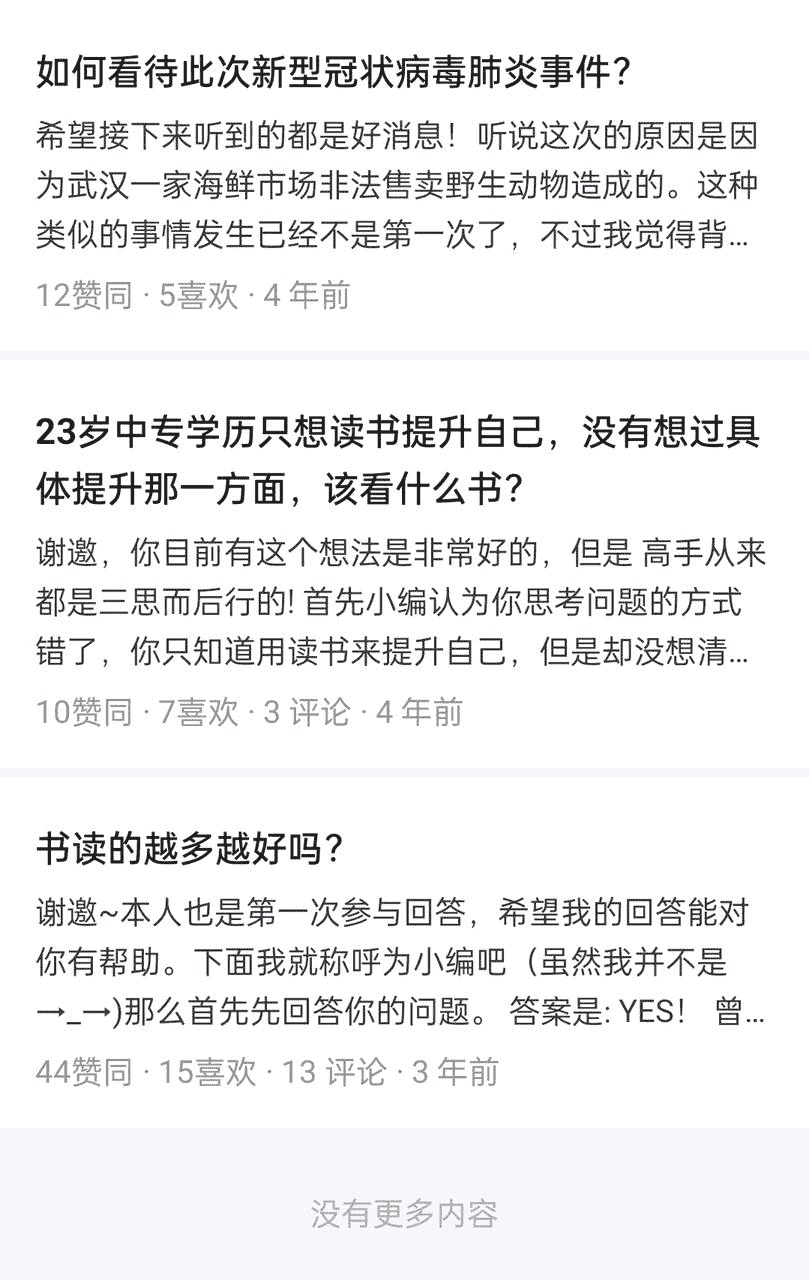 如何看待此次新型冠状病毒肺炎事件？
希望接下来听到的都是好消息！听说这次的原因是因
为武汉一家海鲜市场非法售卖野生动物造成的。这种
类似的事情发生已经不是第一次了，不过我觉得背...
12赞同 · 5喜欢 · 4 年前
23岁中专学历只想读书提升自己，没有想过具
体提升那一方面，该看什么书？
谢邀，你目前有这个想法是非常好的，但是 高手从来
都是三思而后行的! 首先小编认为你思考问题的方式
错了，你只知道用读书来提升自己，但是却没想清...
10赞同 · 7喜欢 · 3 评论 · 4 年前
书读的越多越好吗？
谢邀~本人也是第一次参与回答，希望我的回答能对
你有帮助。下面我就称呼为小编吧（虽然我并不是
→_→)那么首先先回答你的问题。 答案是: YES！ 曾...
44赞同 · 15喜欢 · 13 评论 · 3 年前
没有更多内容